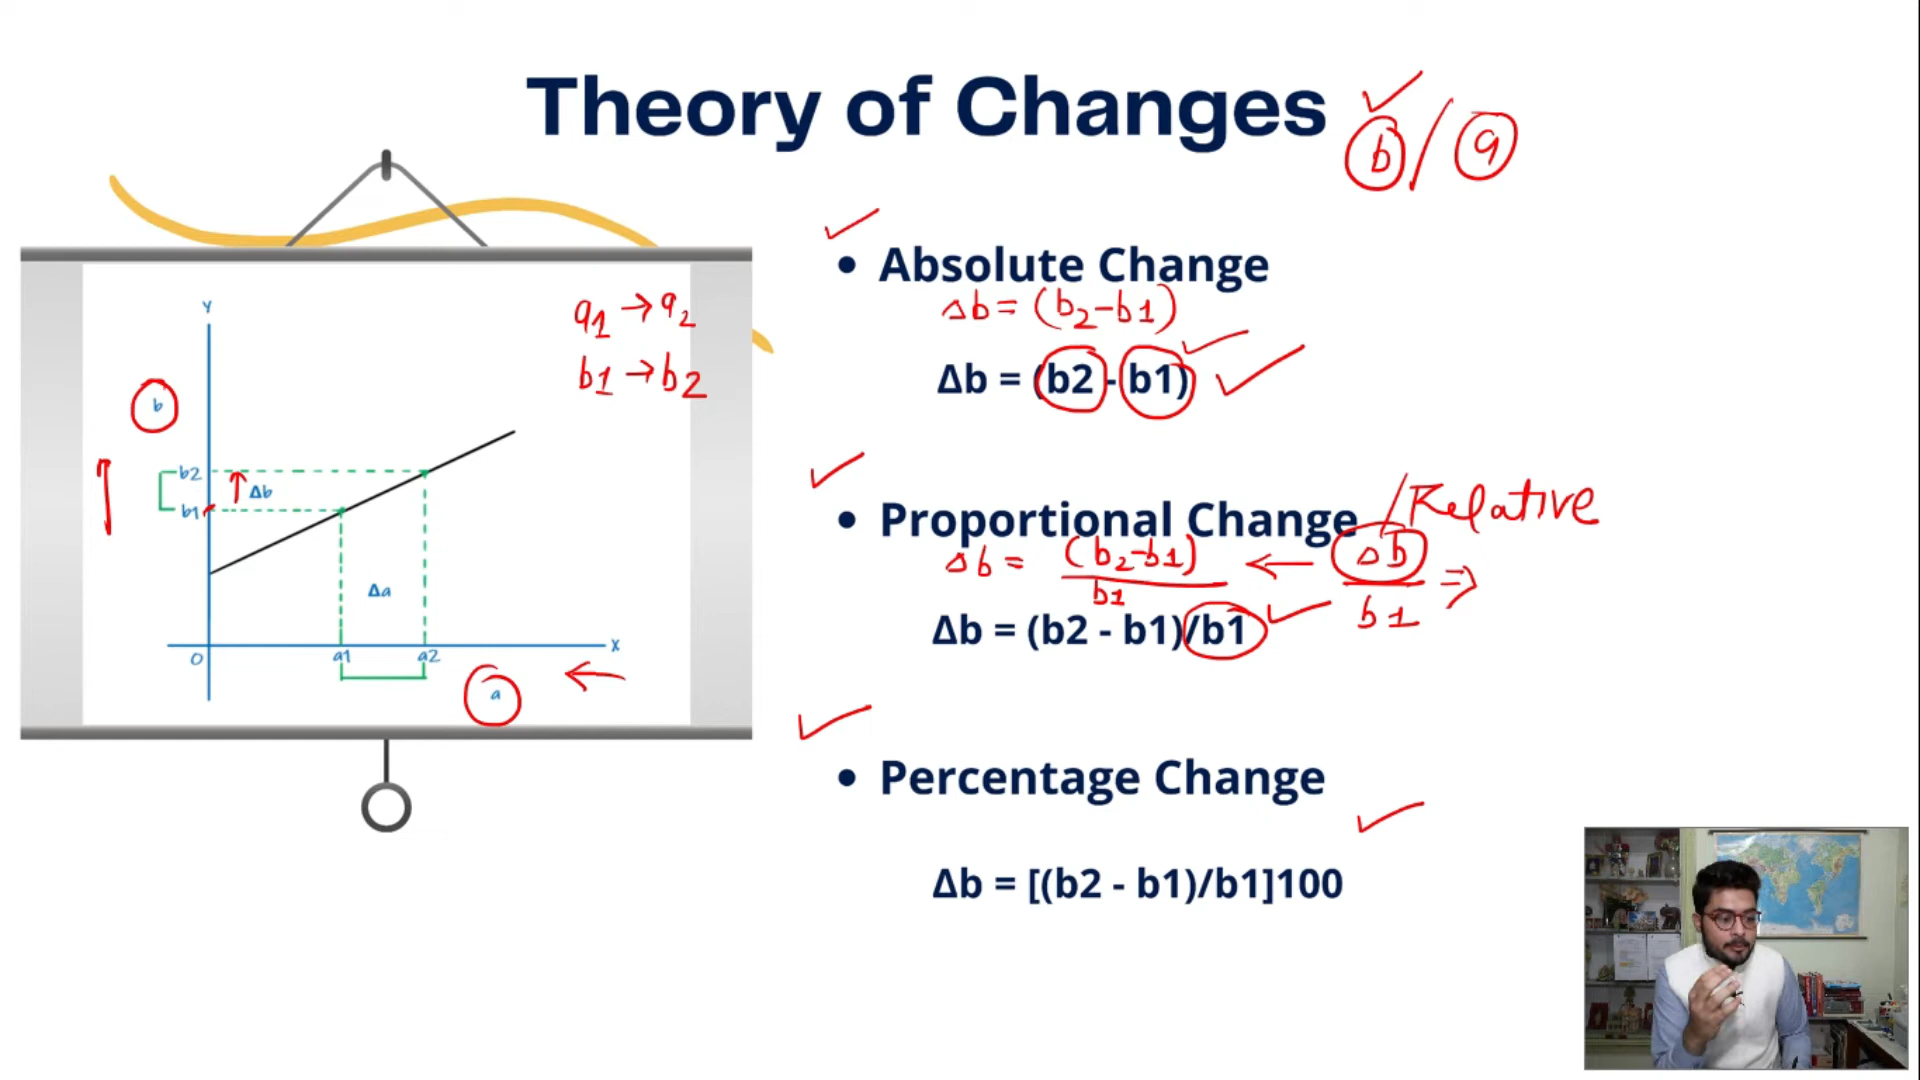 Theory of Changes
b / a
Y
a1 → a2
b1 → b2
b
b2
Δb
b1
Δa
X
O
a1
a2
a
• Absolute Change
Δb = (b2-b1)
Δb = (b2 - b1)
• Proportional Change /Relative
Δb = (b2-b1) ← Δb ⇒
b1 b1
Δb = (b2 - b1)/b1
• Percentage Change
Δb = [(b2 - b1)/b1]100